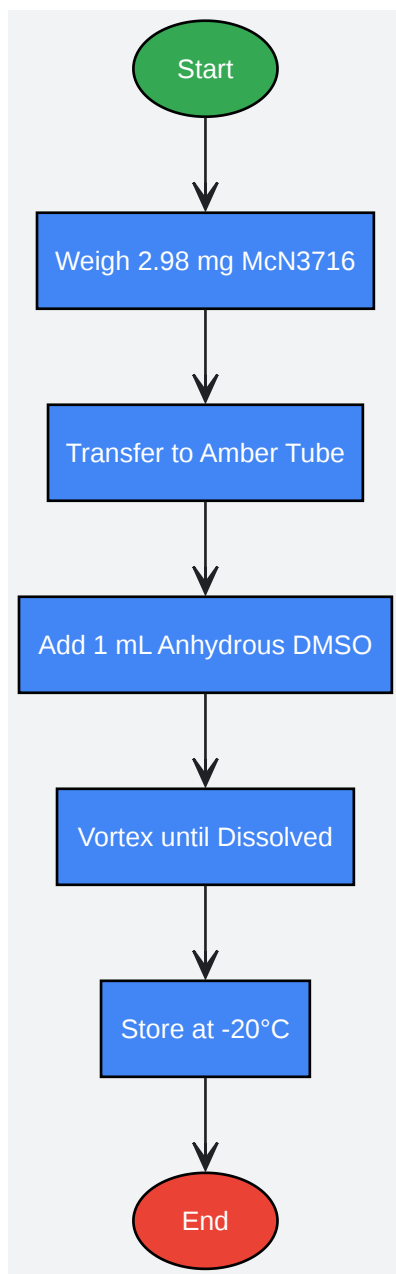 Start
Weigh 2.98 mg McN3716
Transfer to Amber Tube
Add 1 mL Anhydrous DMSO
Vortex until Dissolved
Store at -20°C
End